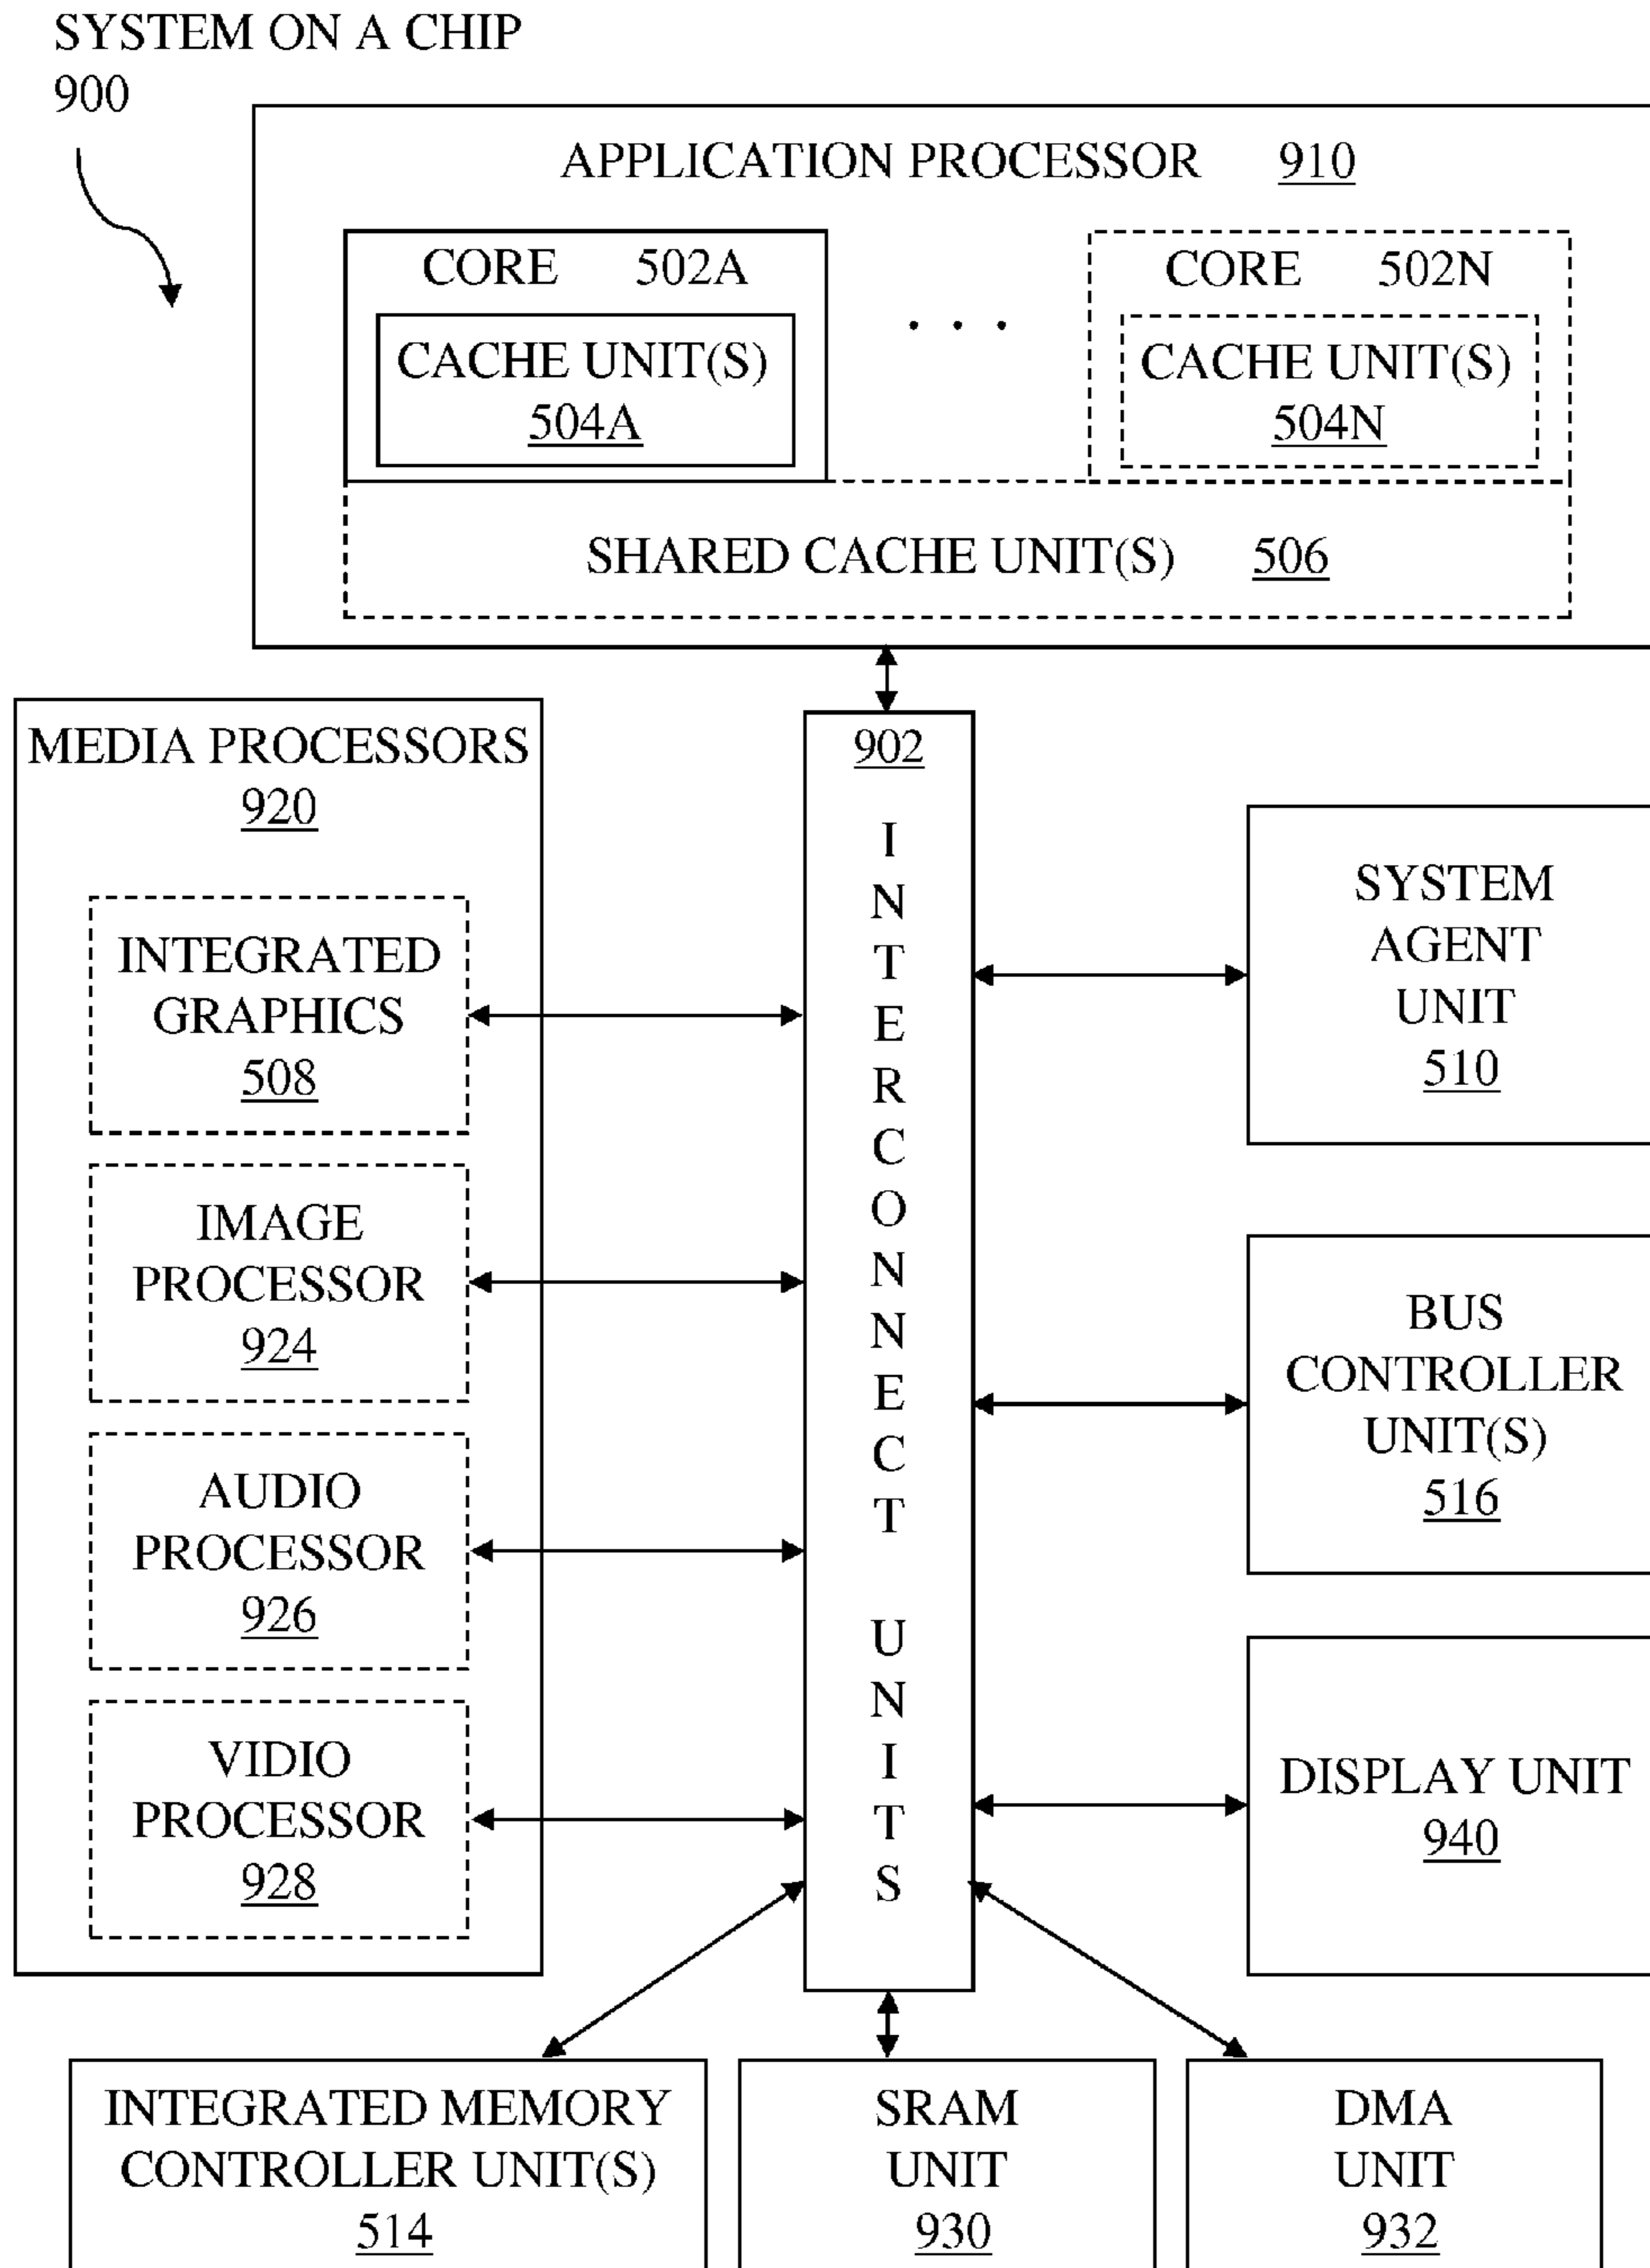 SYSTEM ON A CHIP
900
APPLICATION PROCESSOR 910
CORE 502A
CACHE UNIT(S)
504A
. . .
CORE 502N
CACHE UNIT(S)
504N
SHARED CACHE UNIT(S) 506
MEDIA PROCESSORS
920
INTEGRATED
GRAPHICS
508
IMAGE
PROCESSOR
924
AUDIO
PROCESSOR
926
VIDIO
PROCESSOR
928
902
INTERCONNECT UNITS
SYSTEM
AGENT
UNIT
510
BUS
CONTROLLER
UNIT(S)
516
DISPLAY UNIT
940
INTEGRATED MEMORY
CONTROLLER UNIT(S)
514
SRAM
UNIT
930
DMA
UNIT
932